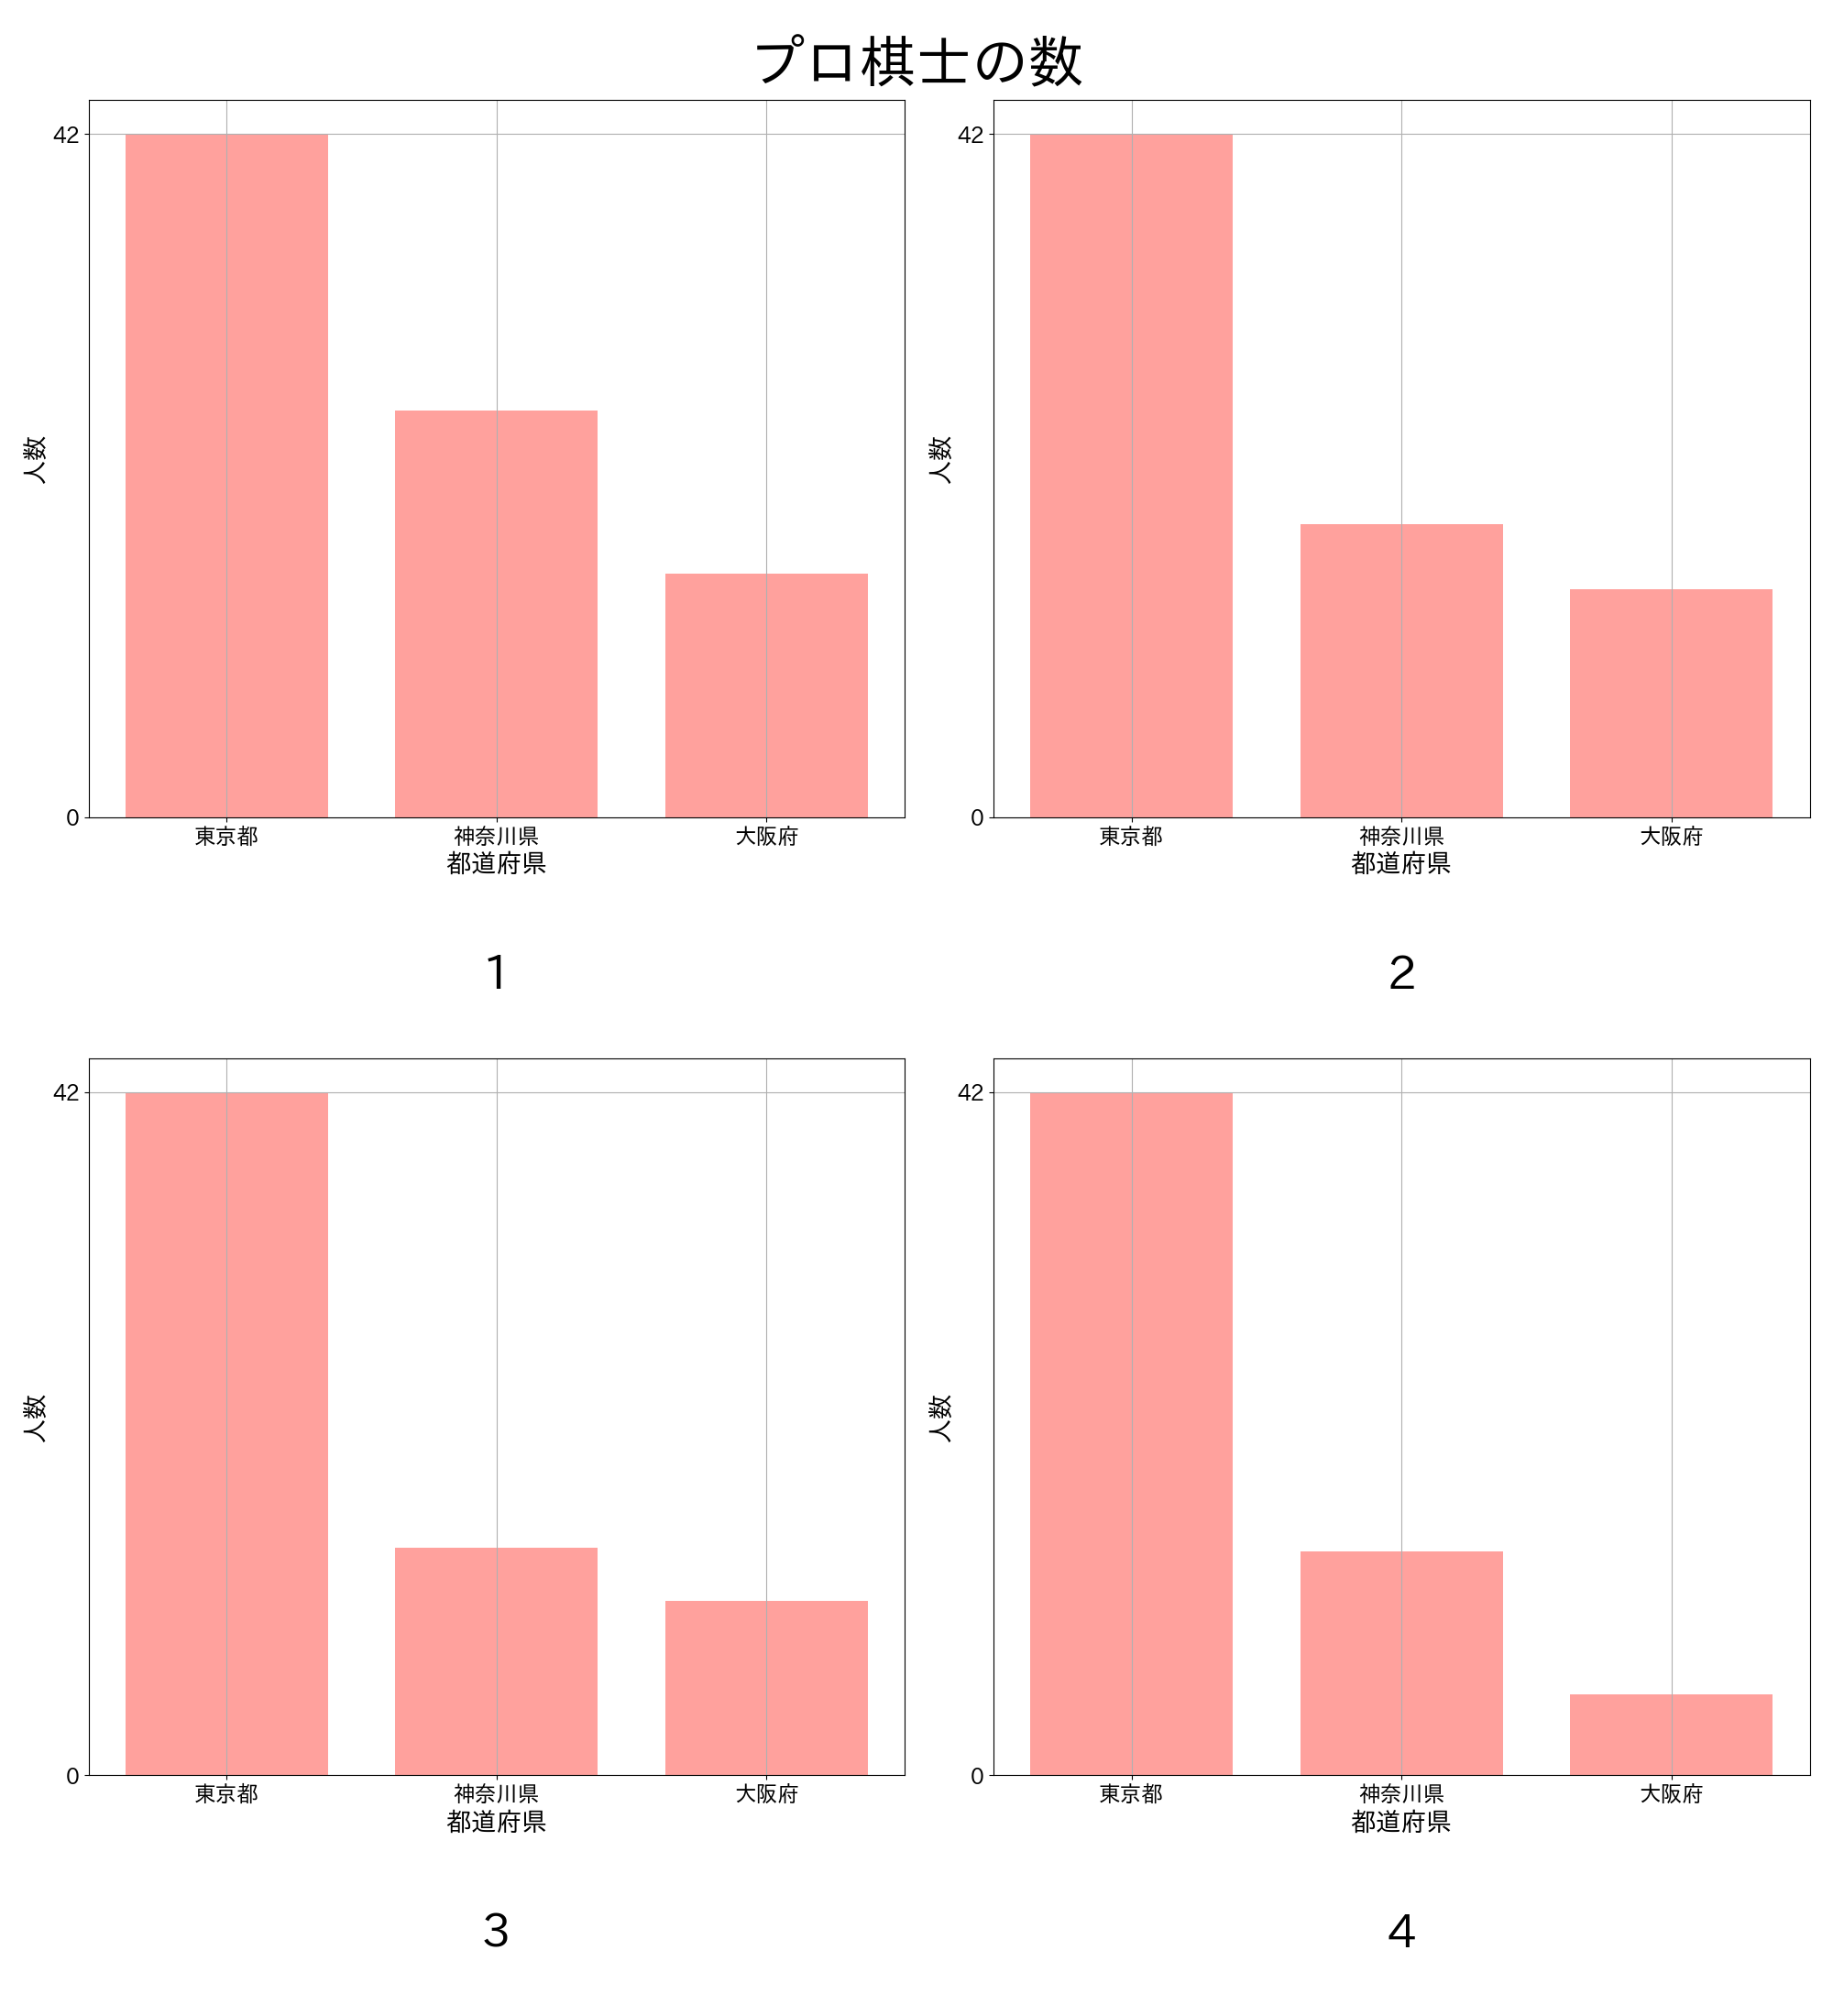 プロ棋士の数
42
人数
0
東京都 神奈川県 大阪府
都道府県
1
42
人数
0
東京都 神奈川県 大阪府
都道府県
2
42
人数
0
東京都 神奈川県 大阪府
都道府県
3
42
人数
0
東京都 神奈川県 大阪府
都道府県
4